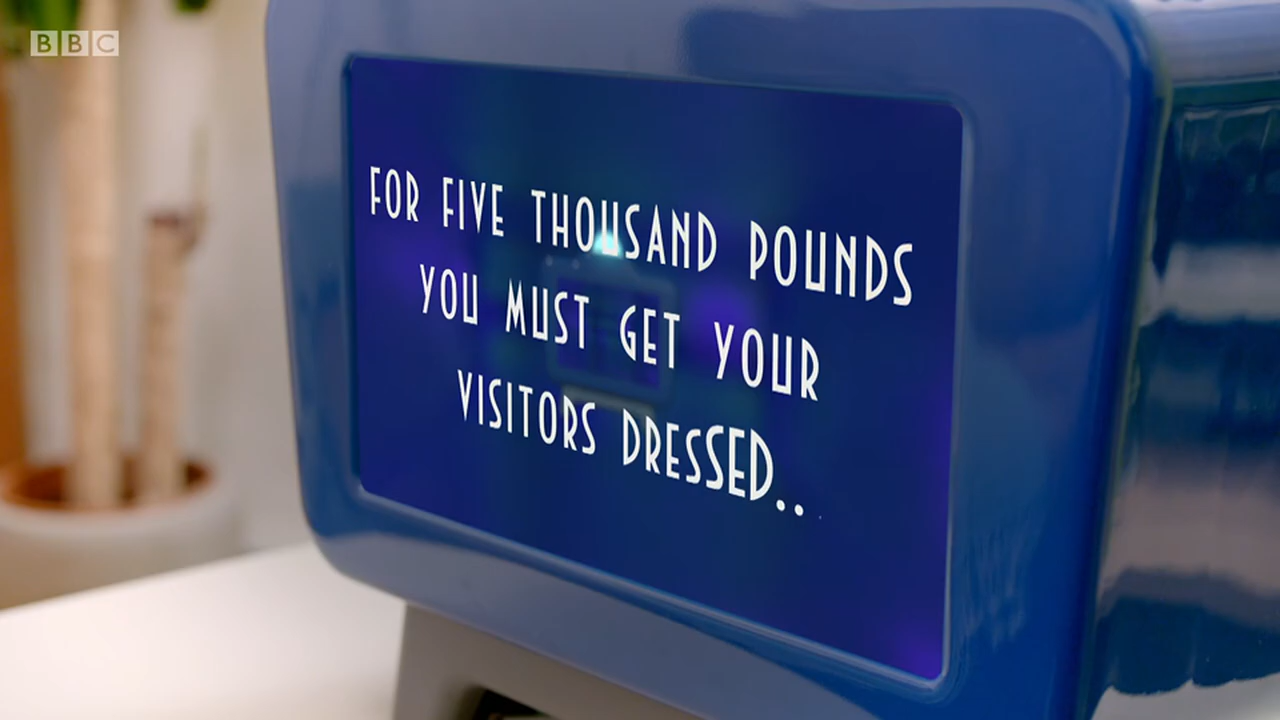 BBC
FOR FIVE THOUSAND POUNDS
YOU MUST GET YOUR
VISITORS DRESSED..